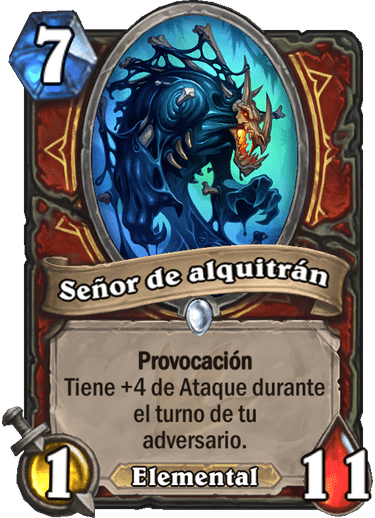 7
Señor de alquitrán
Provocación
Tiene +4 de Ataque durante
el turno de tu
adversario.
1
Elemental
11